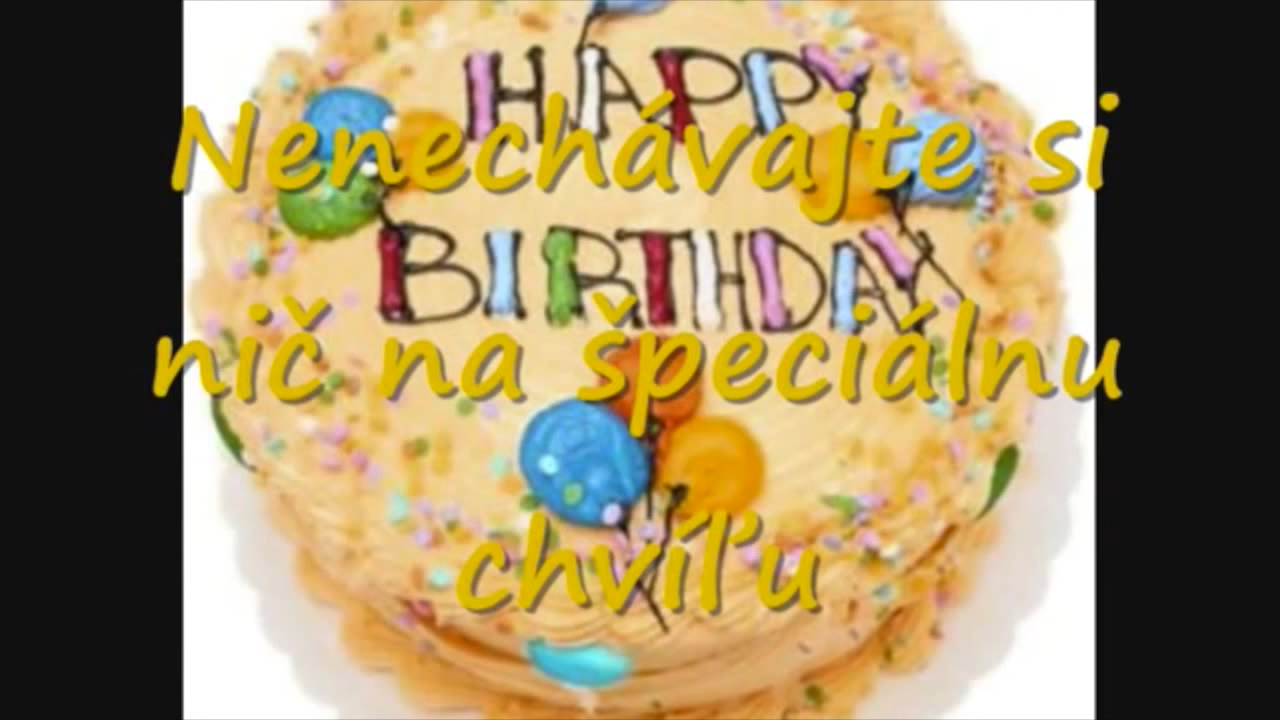 HAPPY
Nenechávajte si
BIRTHDAY
nič na špeciálnu
chvíľu